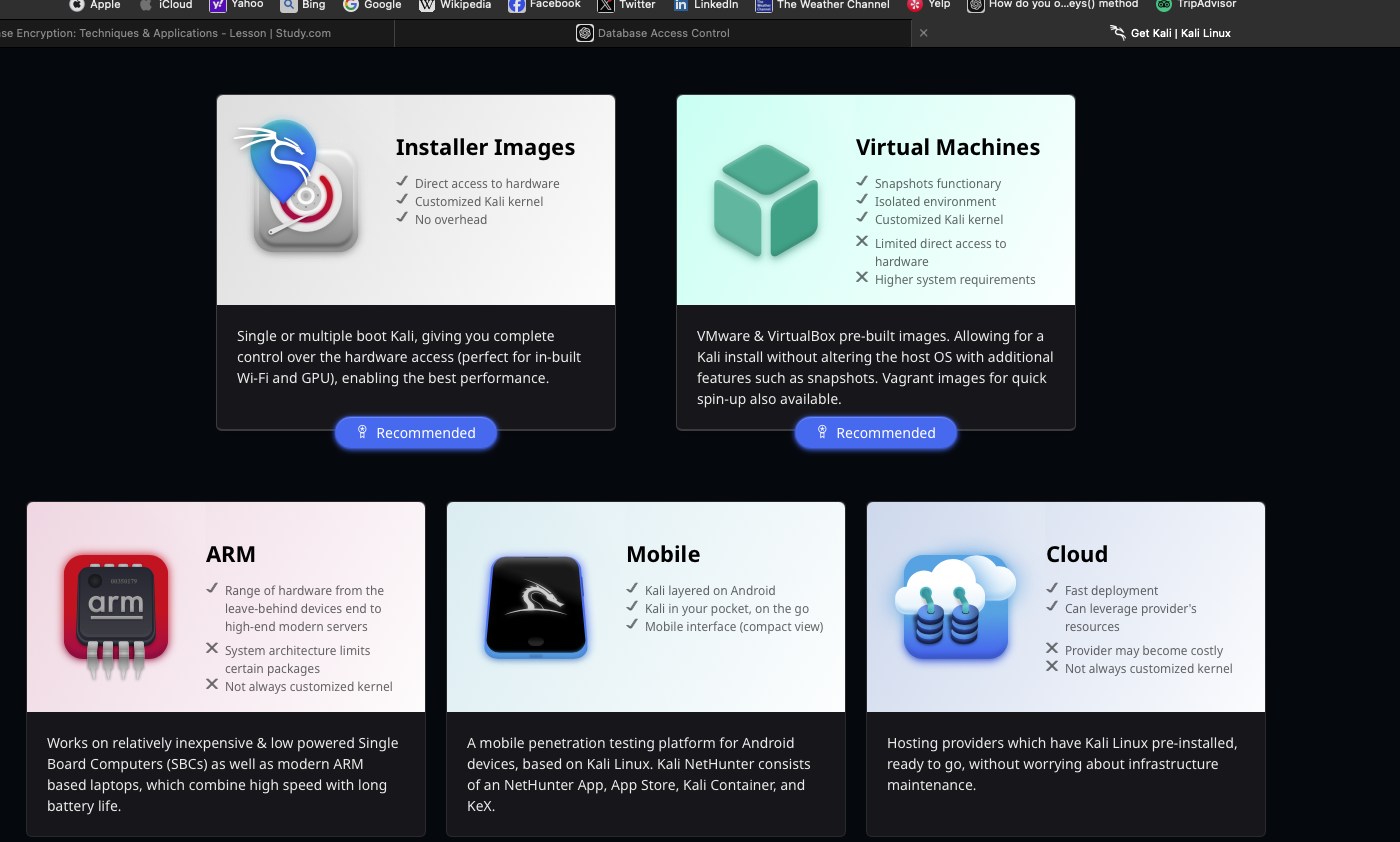 Apple
iCloud
Yahoo
Bing
Google
Wikipedia
Facebook
Twitter
LinkedIn
The Weather Channel
Yelp
How do you o...eys() method
TripAdvisor
se Encryption: Techniques & Applications - Lesson | Study.com
Database Access Control
Get Kali | Kali Linux
Installer Images
Direct access to hardware
Customized Kali kernel
No overhead
Single or multiple boot Kali, giving you complete
control over the hardware access (perfect for in-built
Wi-Fi and GPU), enabling the best performance.
Recommended
Virtual Machines
Snapshots functionary
Isolated environment
Customized Kali kernel
Limited direct access to
hardware
Higher system requirements
VMware & VirtualBox pre-built images. Allowing for a
Kali install without altering the host OS with additional
features such as snapshots. Vagrant images for quick
spin-up also available.
Recommended
00350179
arm
ARM
Range of hardware from the
leave-behind devices end to
high-end modern servers
System architecture limits
certain packages
Not always customized kernel
Works on relatively inexpensive & low powered Single
Board Computers (SBCs) as well as modern ARM
based laptops, which combine high speed with long
battery life.
Mobile
Kali layered on Android
Kali in your pocket, on the go
Mobile interface (compact view)
A mobile penetration testing platform for Android
devices, based on Kali Linux. Kali NetHunter consists
of an NetHunter App, App Store, Kali Container, and
KeX.
Cloud
Fast deployment
Can leverage provider's
resources
Provider may become costly
Not always customized kernel
Hosting providers which have Kali Linux pre-installed,
ready to go, without worrying about infrastructure
maintenance.